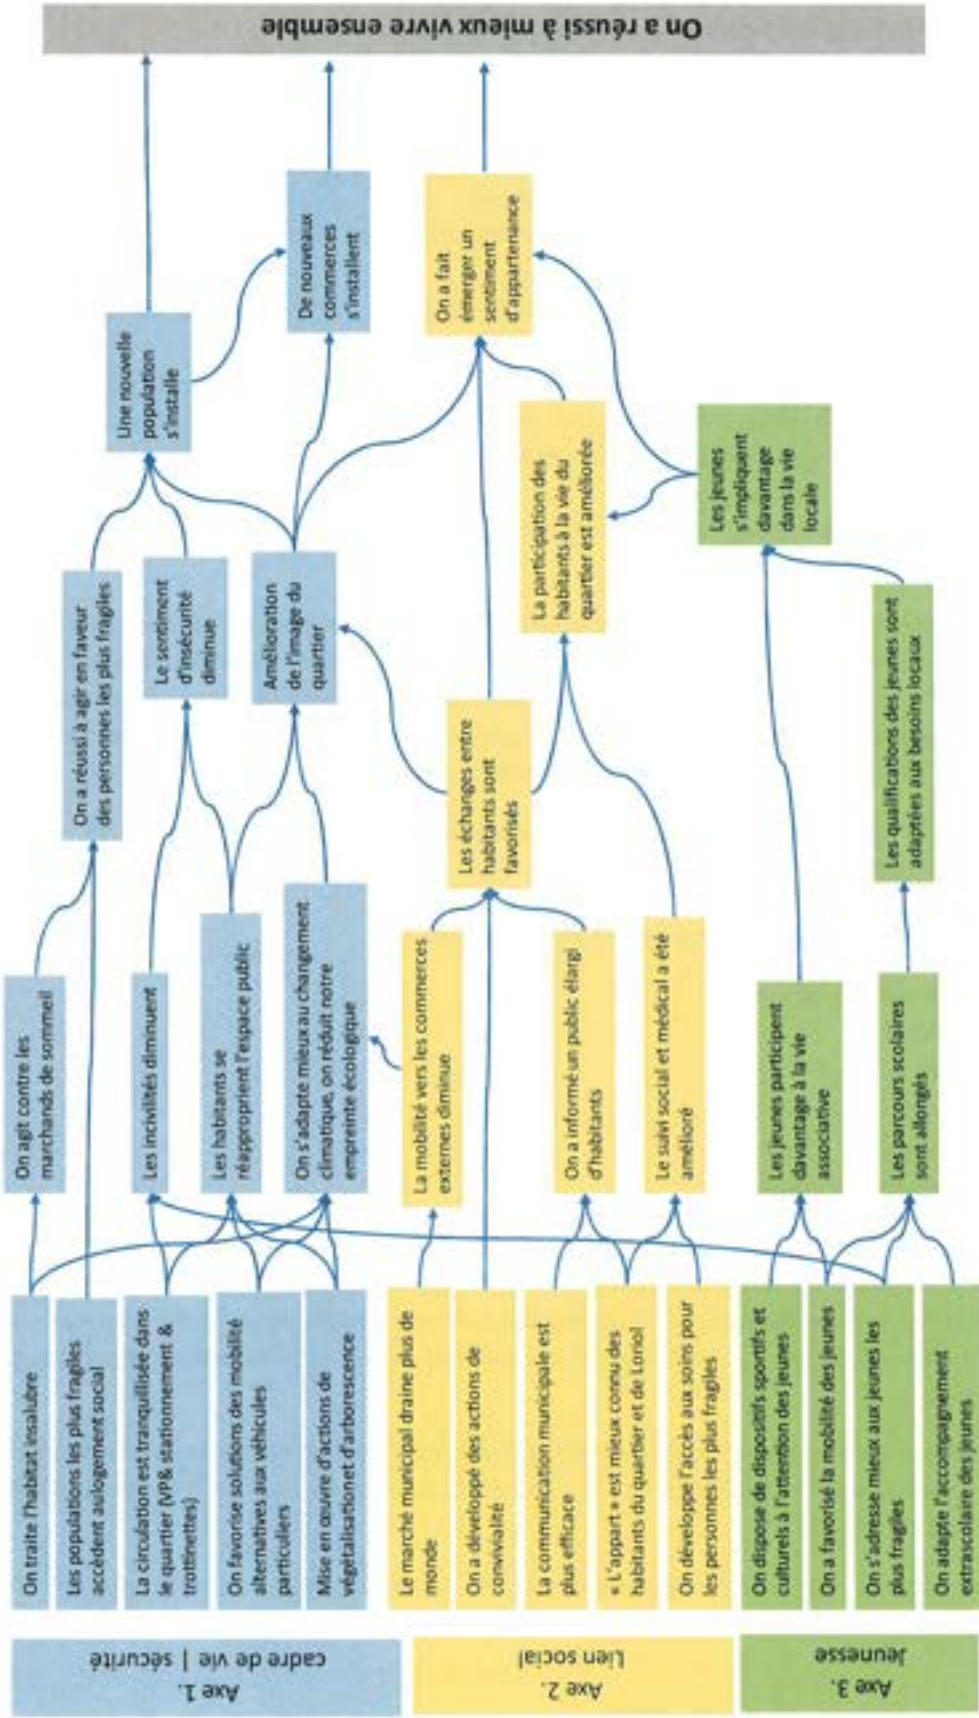 Axe 1.
cadre de vie | sécurité
On traite l'habitat insalubre
Les populations les plus fragiles
accèdent aulogement social
La circulation est tranquillisée dans
le quartier (VP& stationnement &
trottinettes)
On favorise solutions des mobilité
alternatives aux véhicules
particuliers
Mise en œuvre d'actions de
végétalisation et d'arborescence
On agit contre les
marchands de sommeil
Les incivilités diminuent
Les habitants se
réapproprient l'espace public
On s'adapte mieux au changement
climatique, on réduit notre
empreinte écologique
On a réussi à agir en faveur
des personnes les plus fragiles
Le sentiment
d'insécurité
diminue
Amélioration
de l'image du
quartier
Une nouvelle
population
s'installe
De nouveaux
commerces
s'installent
Axe 2.
Lien social
Le marché municipal draine plus de
monde
On a développé des actions de
convivialité
La communication municipale est
plus efficace
« L'appart » est mieux connu des
habitants du quartier et de Loriol
On développe l'accès aux soins pour
les personnes les plus fragiles
La mobilité vers les commerces
externes diminue
On a informé un public élargi
d'habitants
Le suivi social et médical a été
amélioré
Les échanges entre
habitants sont
favorisés
La participation des
habitants à la vie du
quartier est améliorée
On a fait
émerger un
sentiment
d'appartenance
Axe 3.
Jeunesse
On dispose de dispositifs sportifs et
culturels à l'attention des jeunes
On a favorisé la mobilité des jeunes
On s'adresse mieux aux jeunes les
plus fragiles
On adapte l'accompagnement
extrascolaire des jeunes
Les jeunes participent
davantage à la vie
associative
Les parcours scolaires
sont allongés
Les qualifications des jeunes sont
adaptées aux besoins locaux
Les jeunes
s'impliquent
davantage
dans la vie
locale
On a réussi à mieux vivre ensemble